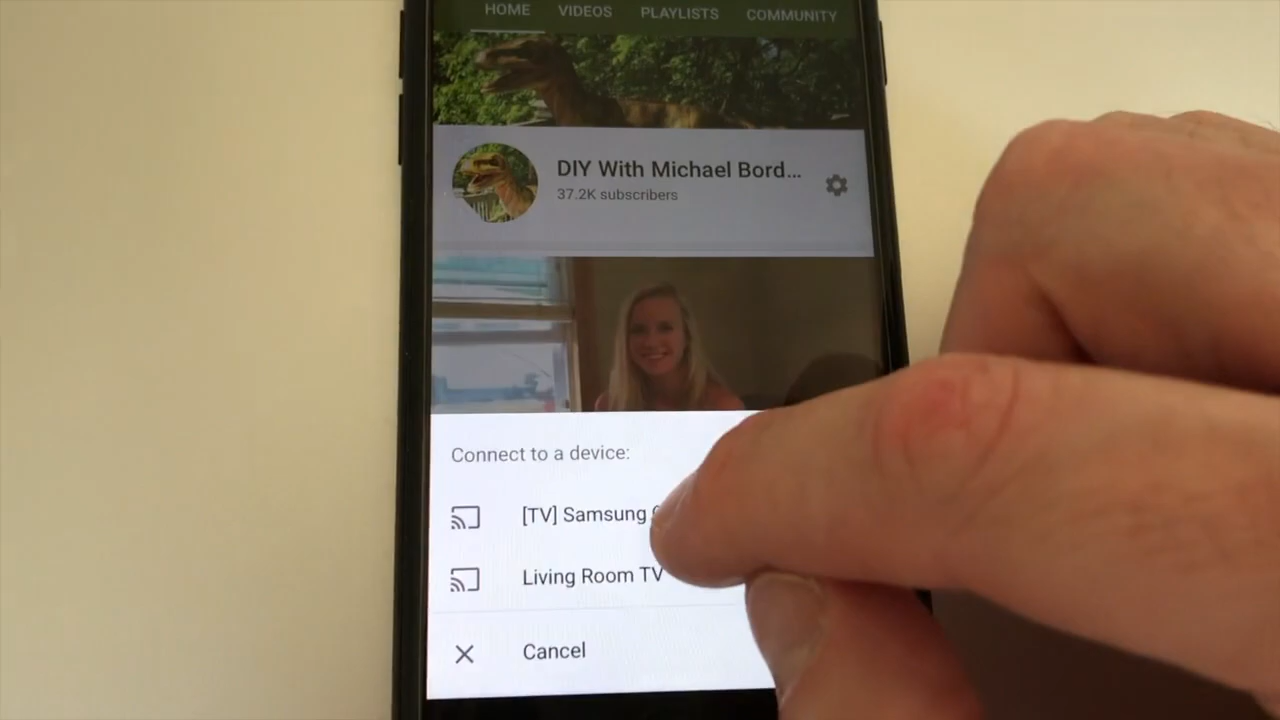 HOME VIDEOS PLAYLISTS COMMUNITY
DIY With Michael Bord...
37.2K subscribers
Connect to a device:
[TV] Samsung
Living Room TV
Cancel